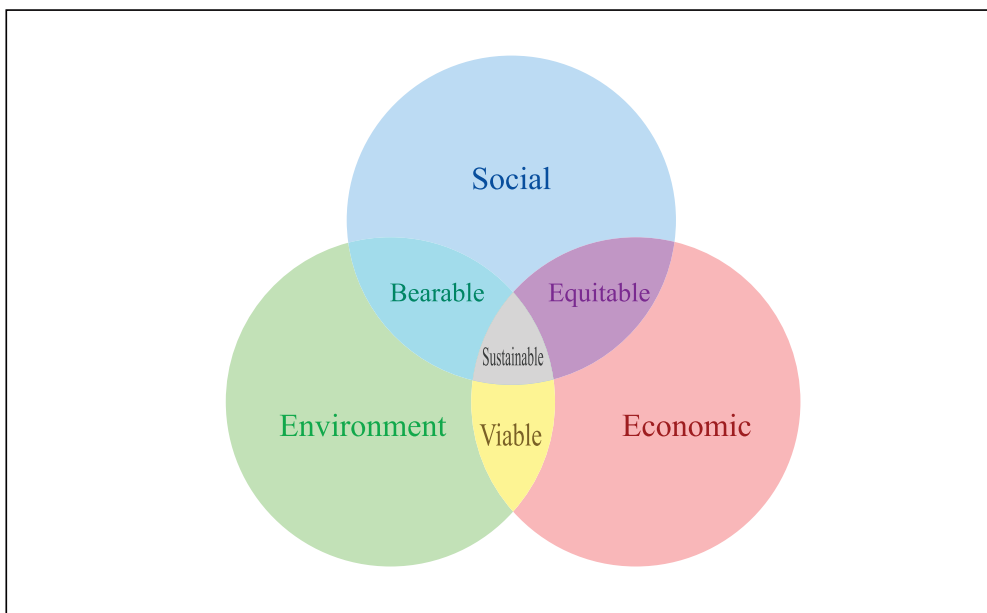 Social
Bearable
Equitable
Sustainable
Environment
Viable
Economic